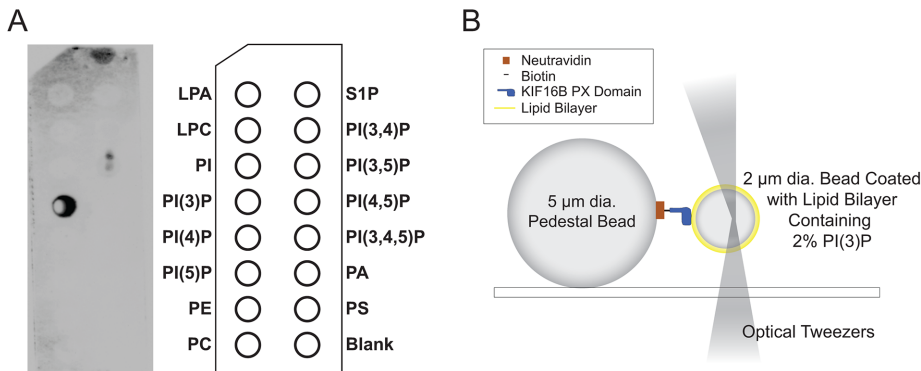 A
LPA S1P
LPC PI(3,4)P
PI PI(3,5)P
PI(3)P PI(4,5)P
PI(4)P PI(3,4,5)P
PI(5)P PA
PE PS
PC Blank
B
Neutravidin
Biotin
KIF16B PX Domain
Lipid Bilayer
5 μm dia.
Pedestal Bead
2 μm dia. Bead Coated
with Lipid Bilayer
Containing
2% PI(3)P
Optical Tweezers